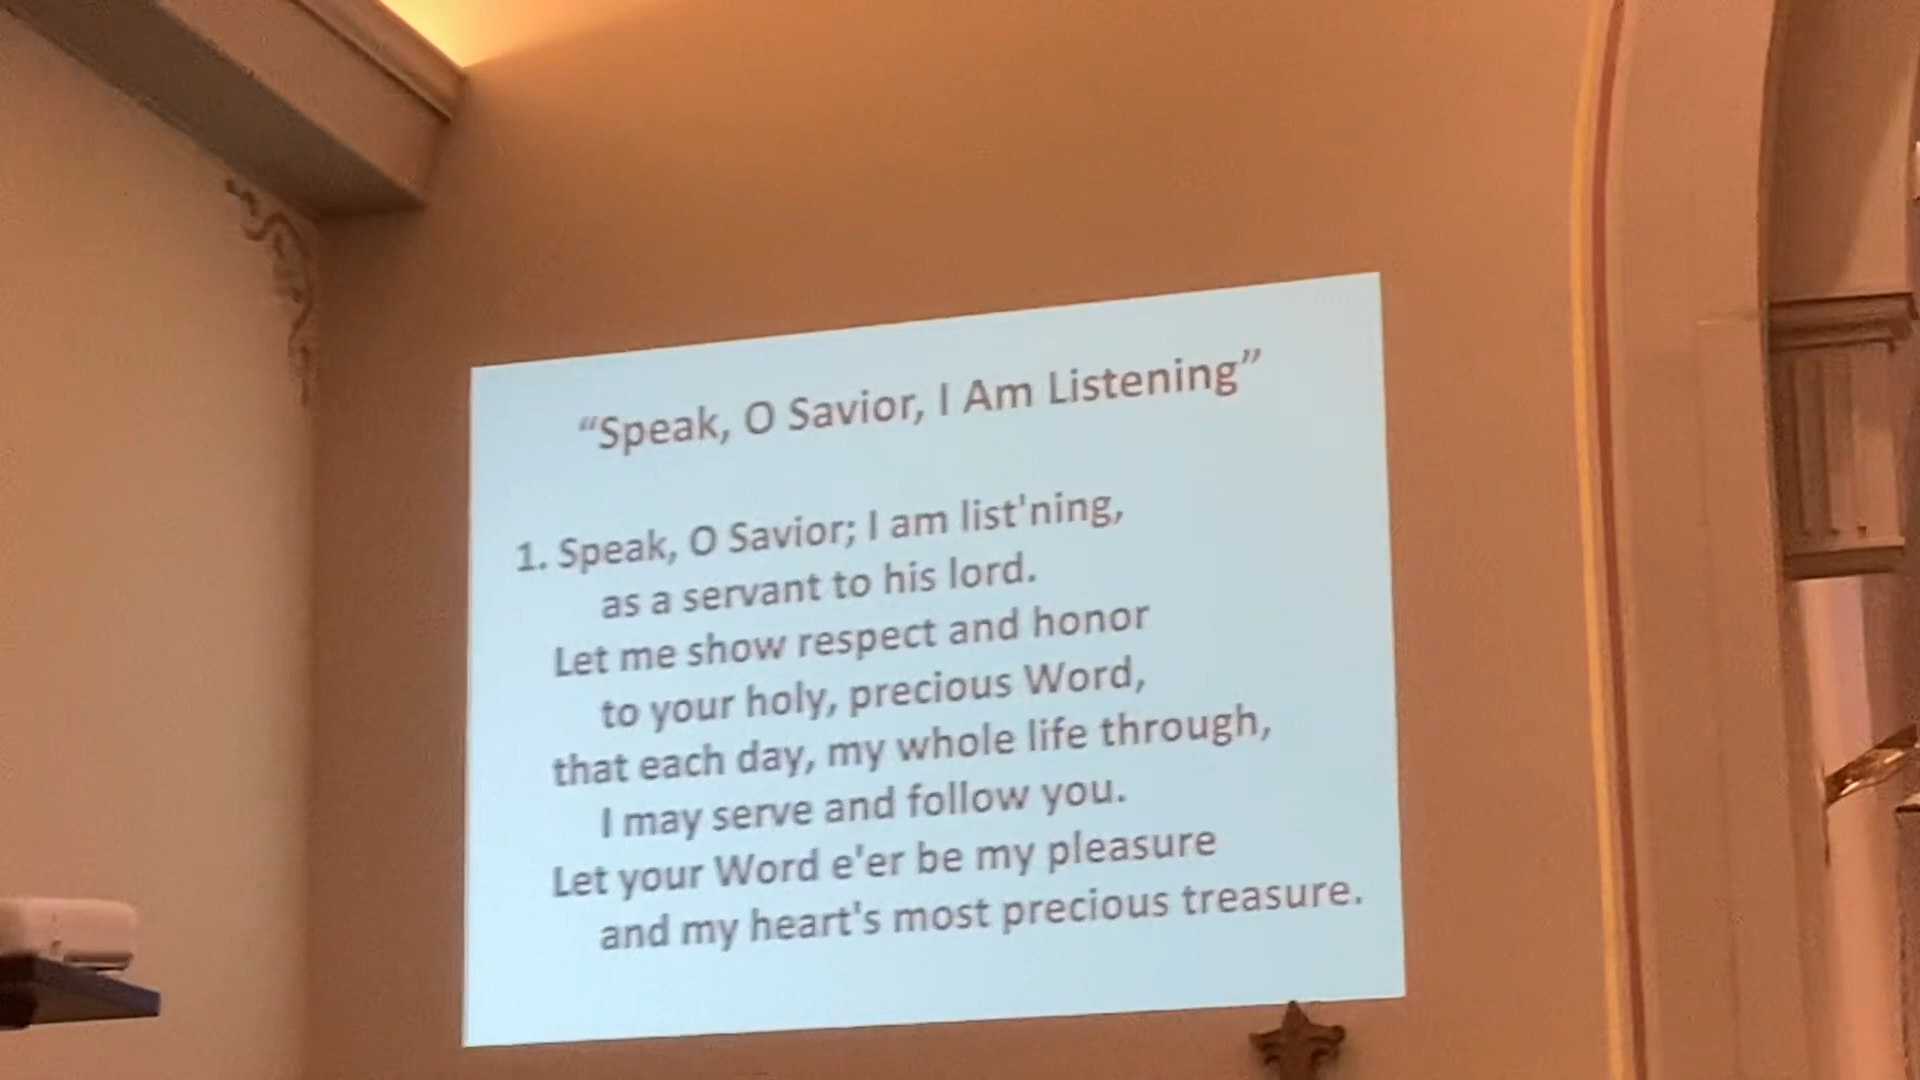 “Speak, O Savior, I Am Listening”
1. Speak, O Savior; I am list'ning,
as a servant to his lord.
Let me show respect and honor
to your holy, precious Word,
that each day, my whole life through,
I may serve and follow you.
Let your Word e'er be my pleasure
and my heart's most precious treasure.